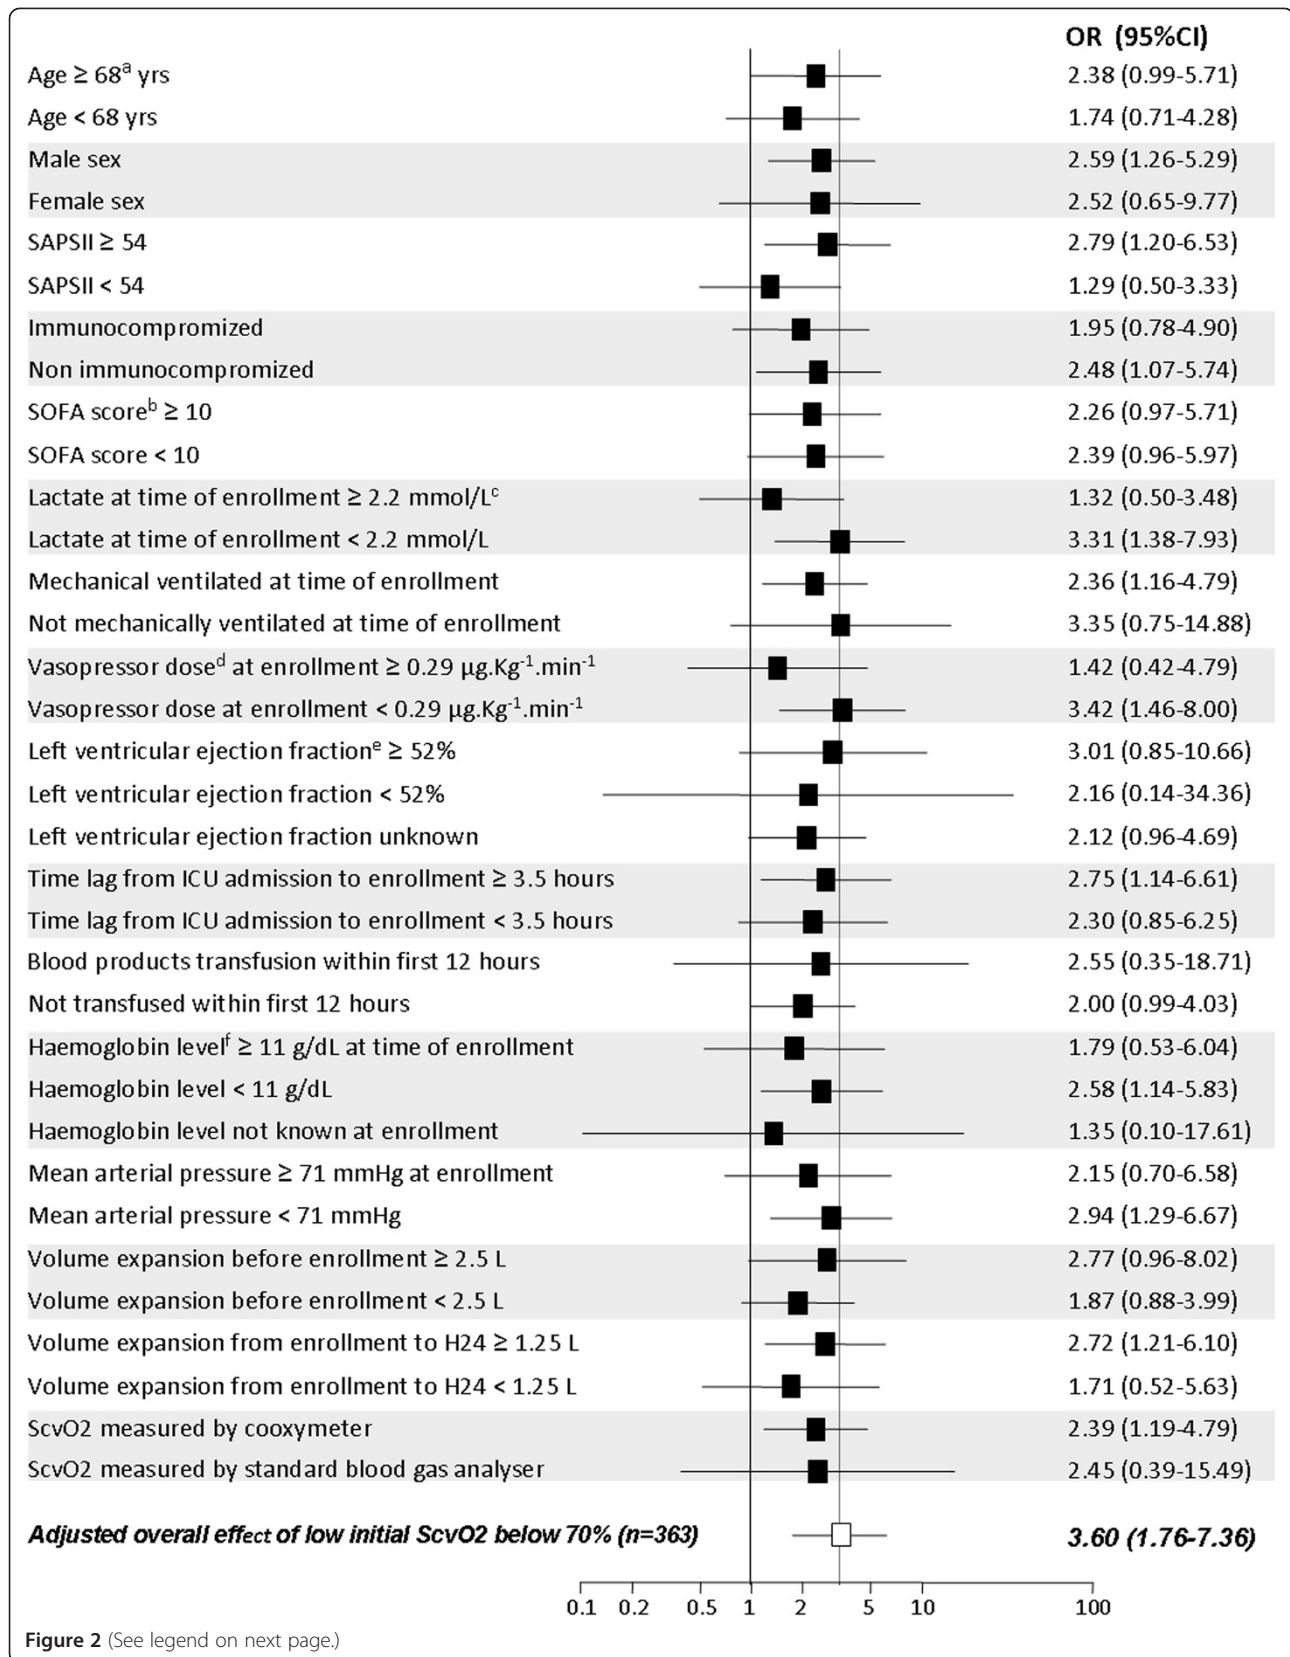 OR (95%CI)
Age ≥ 68ᵃ yrs 2.38 (0.99-5.71)
Age < 68 yrs 1.74 (0.71-4.28)
Male sex 2.59 (1.26-5.29)
Female sex 2.52 (0.65-9.77)
SAPSII ≥ 54 2.79 (1.20-6.53)
SAPSII < 54 1.29 (0.50-3.33)
Immunocompromized 1.95 (0.78-4.90)
Non immunocompromized 2.48 (1.07-5.74)
SOFA scoreᵇ ≥ 10 2.26 (0.97-5.71)
SOFA score < 10 2.39 (0.96-5.97)
Lactate at time of enrollment ≥ 2.2 mmol/Lᶜ 1.32 (0.50-3.48)
Lactate at time of enrollment < 2.2 mmol/L 3.31 (1.38-7.93)
Mechanical ventilated at time of enrollment 2.36 (1.16-4.79)
Not mechanically ventilated at time of enrollment 3.35 (0.75-14.88)
Vasopressor doseᵈ at enrollment ≥ 0.29 µg.Kg⁻¹.min⁻¹ 1.42 (0.42-4.79)
Vasopressor dose at enrollment < 0.29 µg.Kg⁻¹.min⁻¹ 3.42 (1.46-8.00)
Left ventricular ejection fractionᵉ ≥ 52% 3.01 (0.85-10.66)
Left ventricular ejection fraction < 52% 2.16 (0.14-34.36)
Left ventricular ejection fraction unknown 2.12 (0.96-4.69)
Time lag from ICU admission to enrollment ≥ 3.5 hours 2.75 (1.14-6.61)
Time lag from ICU admission to enrollment < 3.5 hours 2.30 (0.85-6.25)
Blood products transfusion within first 12 hours 2.55 (0.35-18.71)
Not transfused within first 12 hours 2.00 (0.99-4.03)
Haemoglobin levelᶠ ≥ 11 g/dL at time of enrollment 1.79 (0.53-6.04)
Haemoglobin level < 11 g/dL 2.58 (1.14-5.83)
Haemoglobin level not known at enrollment 1.35 (0.10-17.61)
Mean arterial pressure ≥ 71 mmHg at enrollment 2.15 (0.70-6.58)
Mean arterial pressure < 71 mmHg 2.94 (1.29-6.67)
Volume expansion before enrollment ≥ 2.5 L 2.77 (0.96-8.02)
Volume expansion before enrollment < 2.5 L 1.87 (0.88-3.99)
Volume expansion from enrollment to H24 ≥ 1.25 L 2.72 (1.21-6.10)
Volume expansion from enrollment to H24 < 1.25 L 1.71 (0.52-5.63)
ScvO2 measured by cooxymeter 2.39 (1.19-4.79)
ScvO2 measured by standard blood gas analyser 2.45 (0.39-15.49)
Adjusted overall effect of low initial ScvO2 below 70% (n=363) 3.60 (1.76-7.36)
0.1 0.2 0.5 1 2 5 10 100
Figure 2 (See legend on next page.)